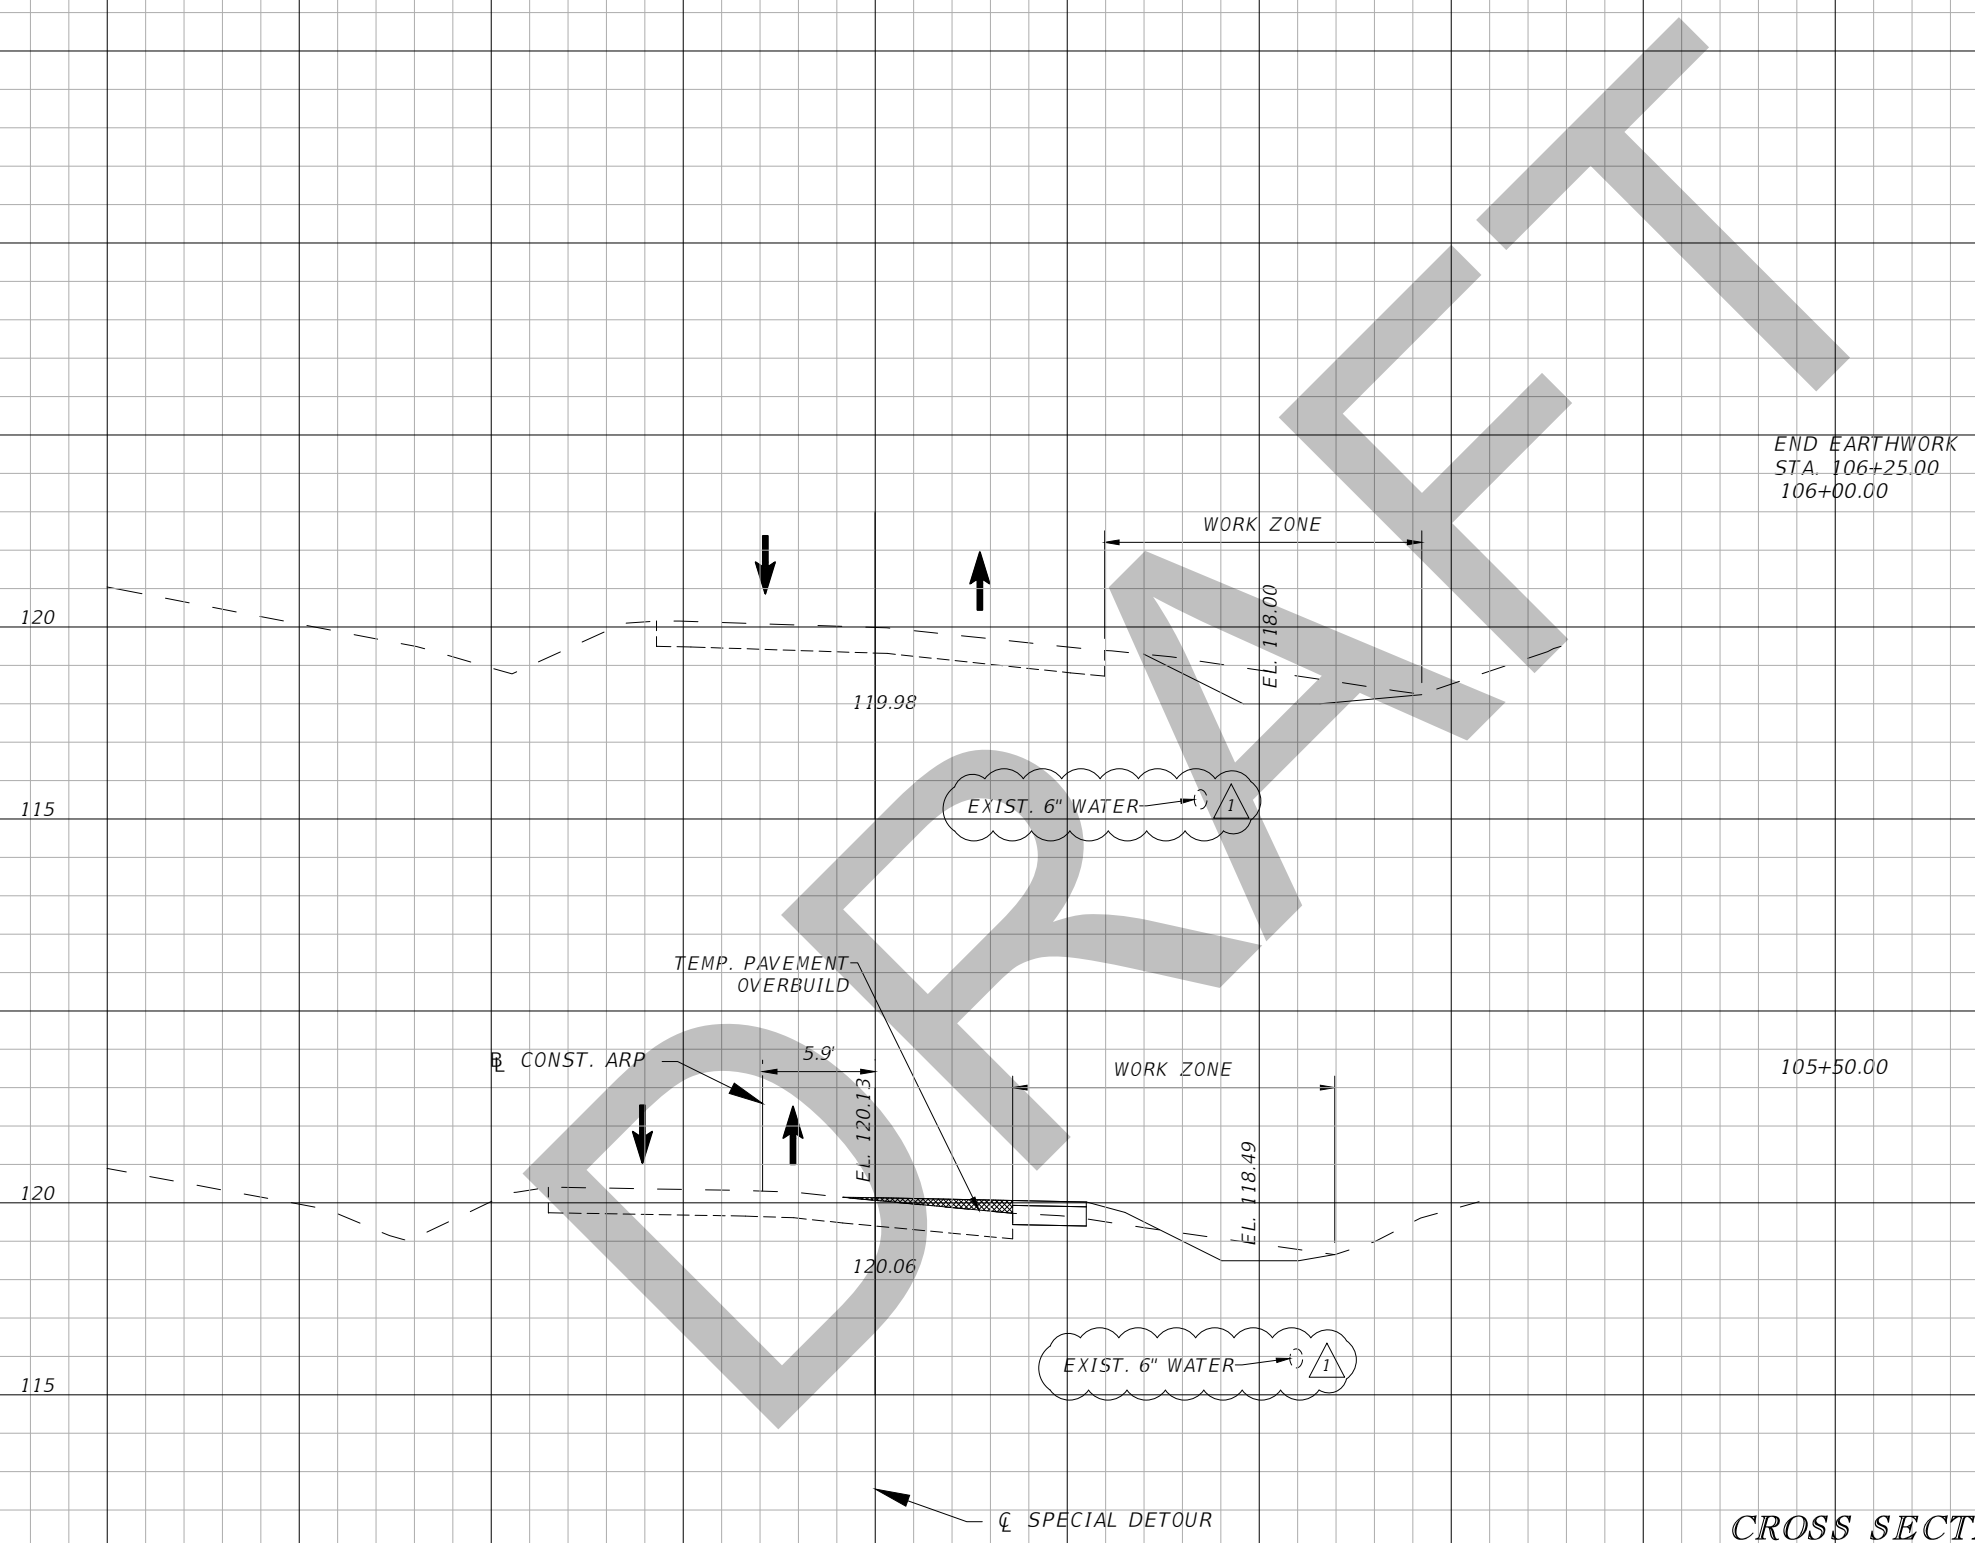 DRAFT
END EARTHWORK
STA. 106+25.00
106+00.00
WORK ZONE
EL. 118.00
120
119.98
115
EXIST. 6" WATER
1
TEMP. PAVEMENT
OVERBUILD
℄ CONST. ARP
5.9'
WORK ZONE
105+50.00
EL. 120.13
EL. 118.49
120
120.06
EXIST. 6" WATER
1
115
℄ SPECIAL DETOUR
CROSS SECT